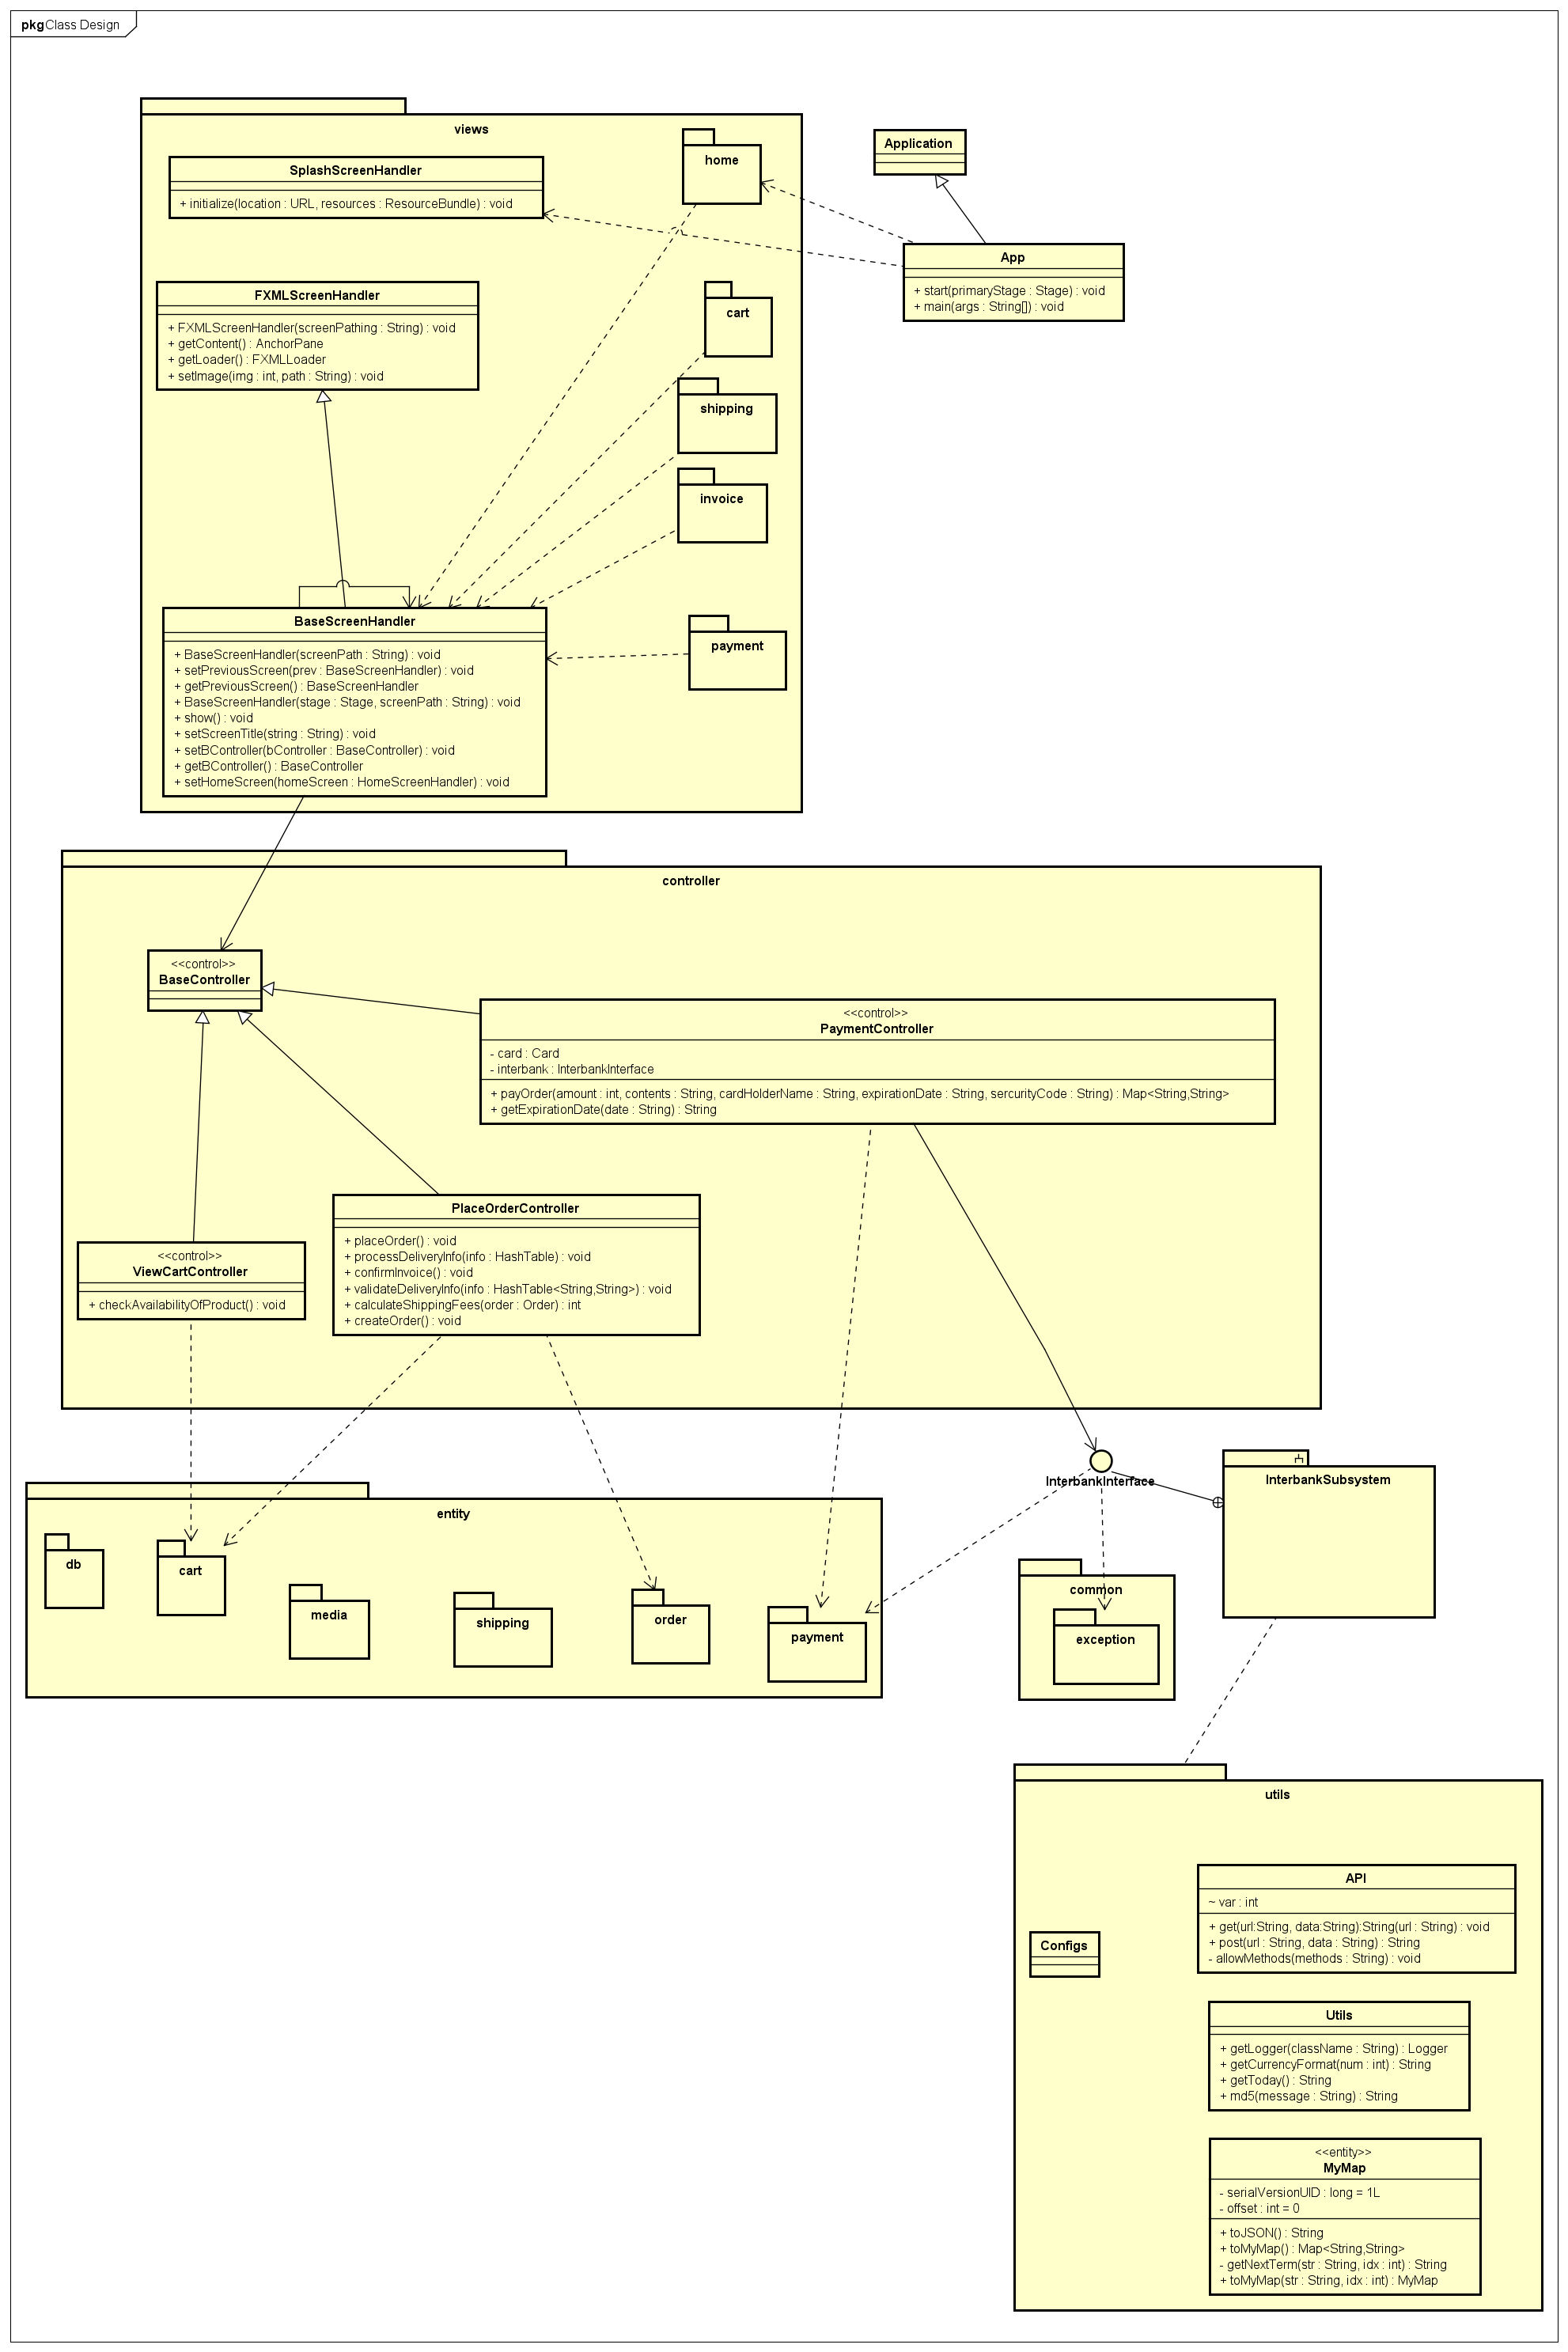 pkg Class Design
views
SplashScreenHandler
+ initialize(location : URL, resources : ResourceBundle) : void
home
Application
App
+ start(primaryStage : Stage) : void
+ main(args : String[]) : void
FXMLScreenHandler
+ FXMLScreenHandler(screenPathing : String) : void
+ getContent() : AnchorPane
+ getLoader() : FXMLLoader
+ setImage(img : int, path : String) : void
cart
shipping
invoice
BaseScreenHandler
+ BaseScreenHandler(screenPath : String) : void
+ setPreviousScreen(prev : BaseScreenHandler) : void
+ getPreviousScreen() : BaseScreenHandler
+ BaseScreenHandler(stage : Stage, screenPath : String) : void
+ show() : void
+ setScreenTitle(string : String) : void
+ setBController(bController : BaseController) : void
+ getBController() : BaseController
+ setHomeScreen(homeScreen : HomeScreenHandler) : void
payment
controller
<<control>>
BaseController
<<control>>
PaymentController
- card : Card
- interbank : InterbankInterface
+ payOrder(amount : int, contents : String, cardHolderName : String, expirationDate : String, sercurityCode : String) : Map<String,String>
+ getExpirationDate(date : String) : String
PlaceOrderController
+ placeOrder() : void
+ processDeliveryInfo(info : HashTable) : void
+ confirmInvoice() : void
+ validateDeliveryInfo(info : HashTable<String,String>) : void
+ calculateShippingFees(order : Order) : int
+ createOrder() : void
<<control>>
ViewCartController
+ checkAvailabilityOfProduct() : void
InterbankInterface
InterbankSubsystem
entity
db
cart
media
shipping
order
payment
common
exception
utils
API
~ var : int
+ get(url:String, data:String):String(url : String) : void
+ post(url : String, data : String) : String
- allowMethods(methods : String) : void
Configs
Utils
+ getLogger(className : String) : Logger
+ getCurrencyFormat(num : int) : String
+ getToday() : String
+ md5(message : String) : String
<<entity>>
MyMap
- serialVersionUID : long = 1L
- offset : int = 0
+ toJSON() : String
+ toMyMap() : Map<String,String>
- getNextTerm(str : String, idx : int) : String
+ toMyMap(str : String, idx : int) : MyMap